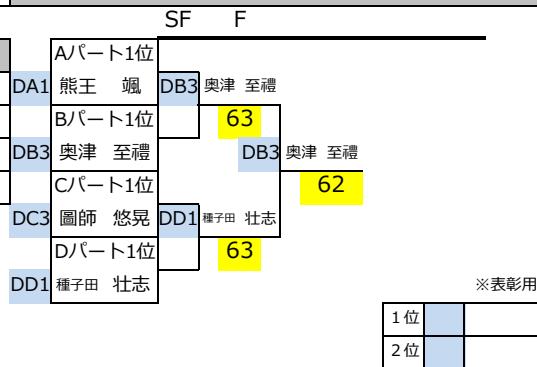 SF F
Aパート1位
DA1 熊王 颯 DB3 奥津 至禮
Bパート1位 63
DB3 奥津 至禮 DB3 奥津 至禮
Cパート1位 62
DC3 圖師 悠晃 DD1 種子田 壮志
Dパート1位 63
DD1 種子田 壮志 ※表彰用
1位
2位